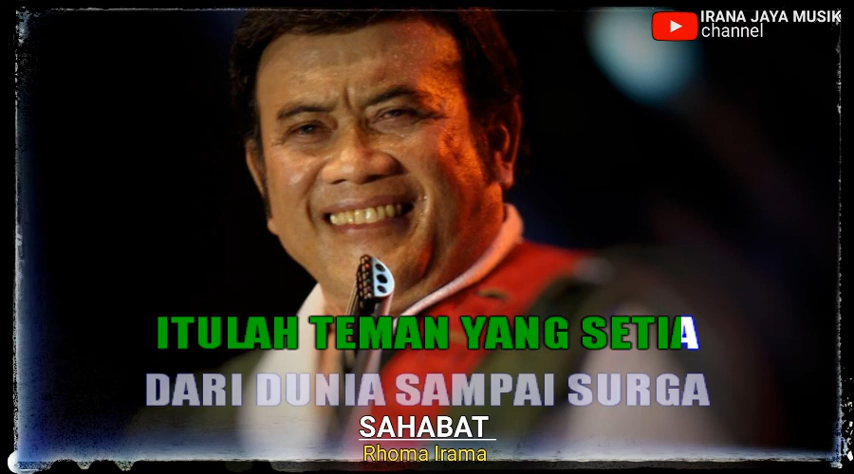 IRANA JAYA MUSIK
channel
ITULAH TEMAN YANG SETIA
DARI DUNIA SAMPAI SURGA
SAHABAT
Rhoma Irama